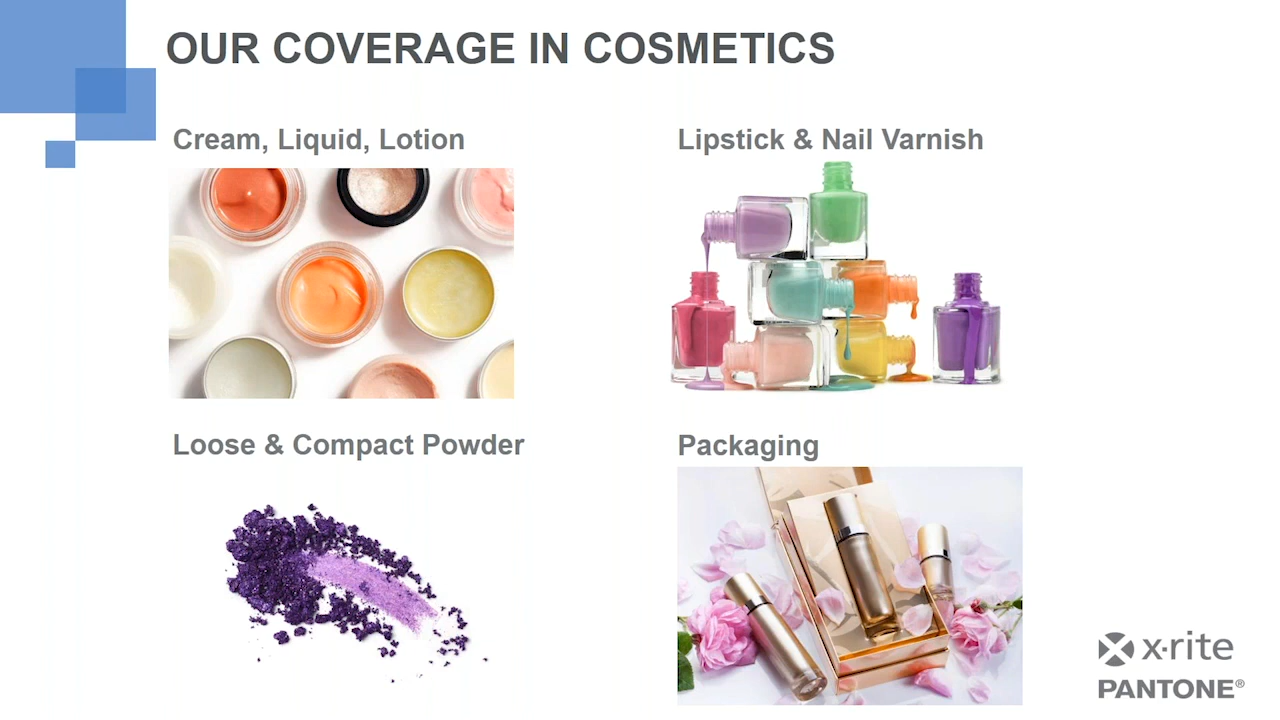 OUR COVERAGE IN COSMETICS
Cream, Liquid, Lotion
Lipstick & Nail Varnish
Loose & Compact Powder
Packaging
x·rite
PANTONE®